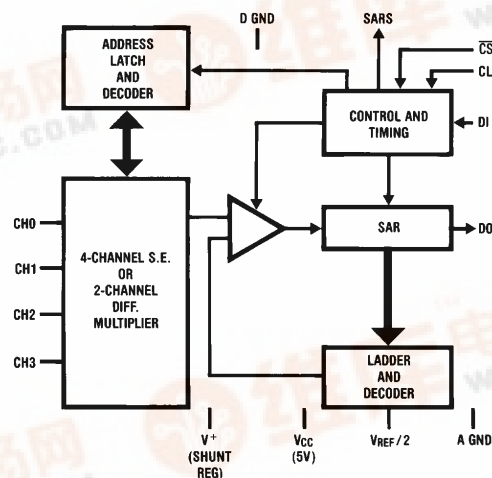 D GND
SARS
ADDRESS
LATCH
AND
DECODER
CS
CL
CONTROL AND
TIMING
DI
CH0
CH1
CH2
CH3
4-CHANNEL S.E.
OR
2-CHANNEL
DIFF.
MULTIPLIER
SAR
DO
LADDER
AND
DECODER
V+
(SHUNT
REG)
VCC
(5V)
VREF/2
A GND